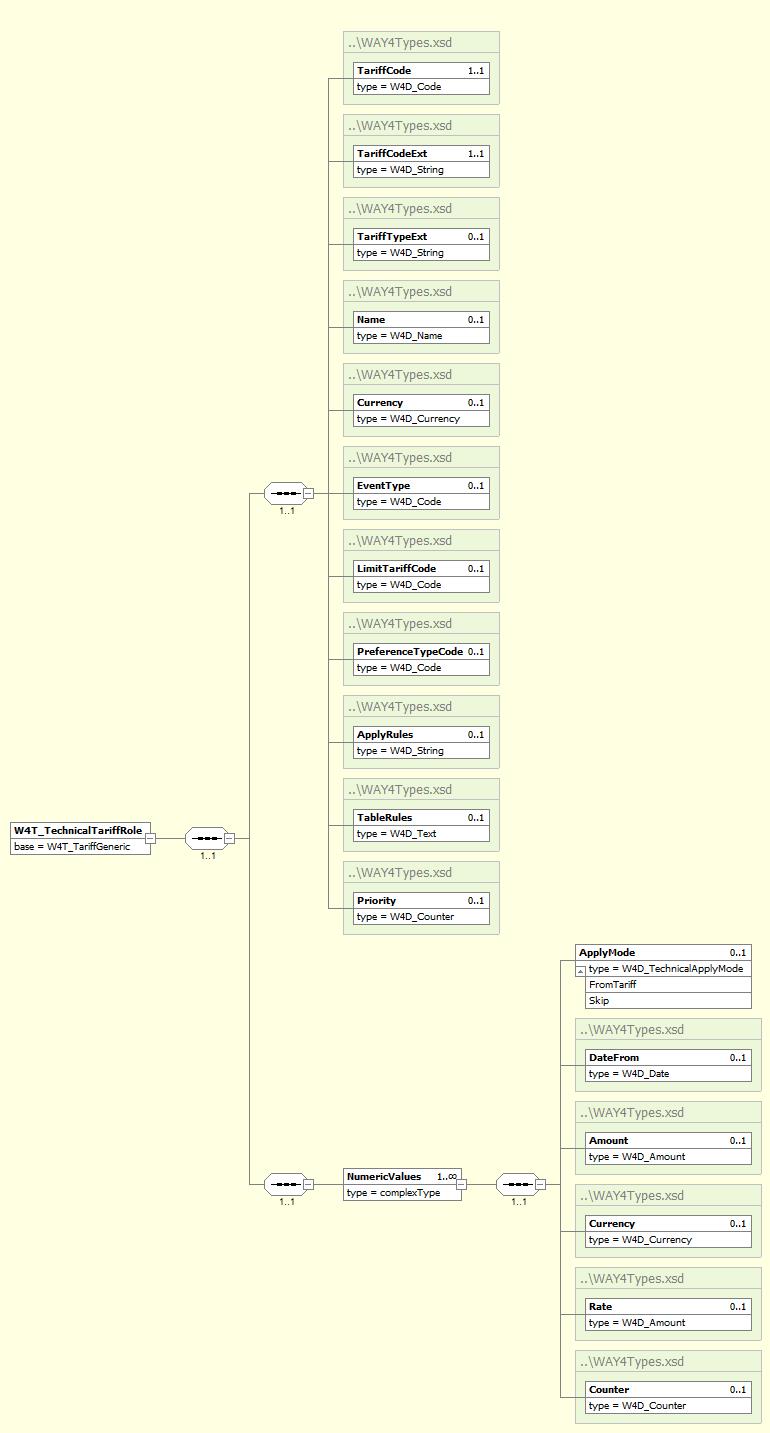 ..\WAY4Types.xsd
TariffCode 1..1
type = W4D_Code
..\WAY4Types.xsd
TariffCodeExt 1..1
type = W4D_String
..\WAY4Types.xsd
TariffTypeExt 0..1
type = W4D_String
..\WAY4Types.xsd
Name 0..1
type = W4D_Name
..\WAY4Types.xsd
Currency 0..1
type = W4D_Currency
..\WAY4Types.xsd
EventType 0..1
type = W4D_Code
1..1
..\WAY4Types.xsd
LimitTariffCode 0..1
type = W4D_Code
..\WAY4Types.xsd
PreferenceTypeCode 0..1
type = W4D_Code
..\WAY4Types.xsd
ApplyRules 0..1
type = W4D_String
..\WAY4Types.xsd
TableRules 0..1
type = W4D_Text
W4T_TechnicalTariffRole
base = W4T_TariffGeneric
1..1
..\WAY4Types.xsd
Priority 0..1
type = W4D_Counter
ApplyMode 0..1
type = W4D_TechnicalApplyMode
FromTariff
Skip
..\WAY4Types.xsd
DateFrom 0..1
type = W4D_Date
..\WAY4Types.xsd
Amount 0..1
type = W4D_Amount
1..1
NumericValues 1..∞
type = complexType
1..1
..\WAY4Types.xsd
Currency 0..1
type = W4D_Currency
..\WAY4Types.xsd
Rate 0..1
type = W4D_Amount
..\WAY4Types.xsd
Counter 0..1
type = W4D_Counter